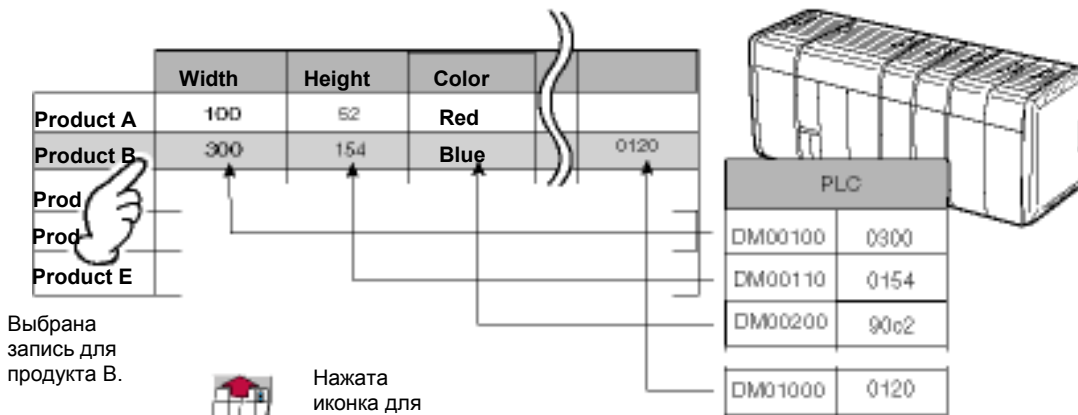 Width Height Color
Product A 100 52 Red
Product B 300 154 Blue 0120
Prod
Prod
Product E
PLC
DM00100 0300
DM00110 0154
DM00200 90c2
DM01000 0120
Выбрана
запись для
продукта B.
Нажата
иконка для